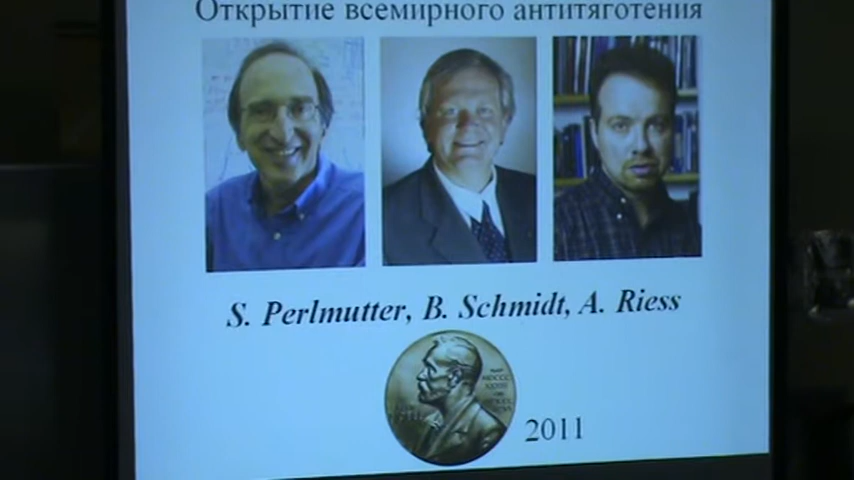 Открытие всемирного антитяготения
S. Perlmutter, B. Schmidt, A. Riess
2011